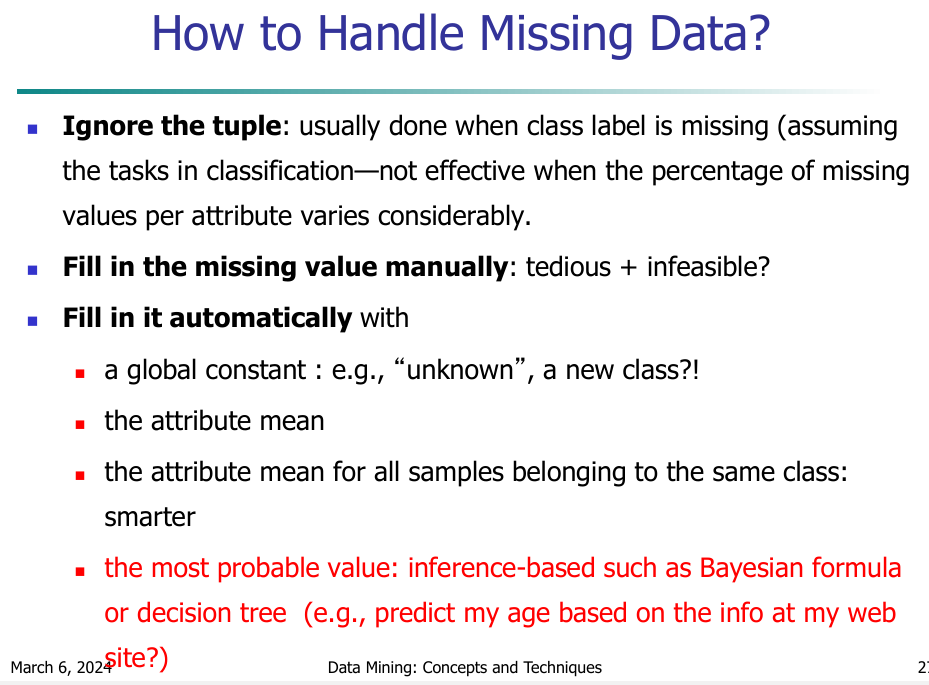 How to Handle Missing Data?
Ignore the tuple: usually done when class label is missing (assuming
the tasks in classification—not effective when the percentage of missing
values per attribute varies considerably.
Fill in the missing value manually: tedious + infeasible?
Fill in it automatically with
a global constant : e.g., “unknown”, a new class?!
the attribute mean
the attribute mean for all samples belonging to the same class:
smarter
the most probable value: inference-based such as Bayesian formula
or decision tree (e.g., predict my age based on the info at my web
site?)
March 6, 2024
Data Mining: Concepts and Techniques